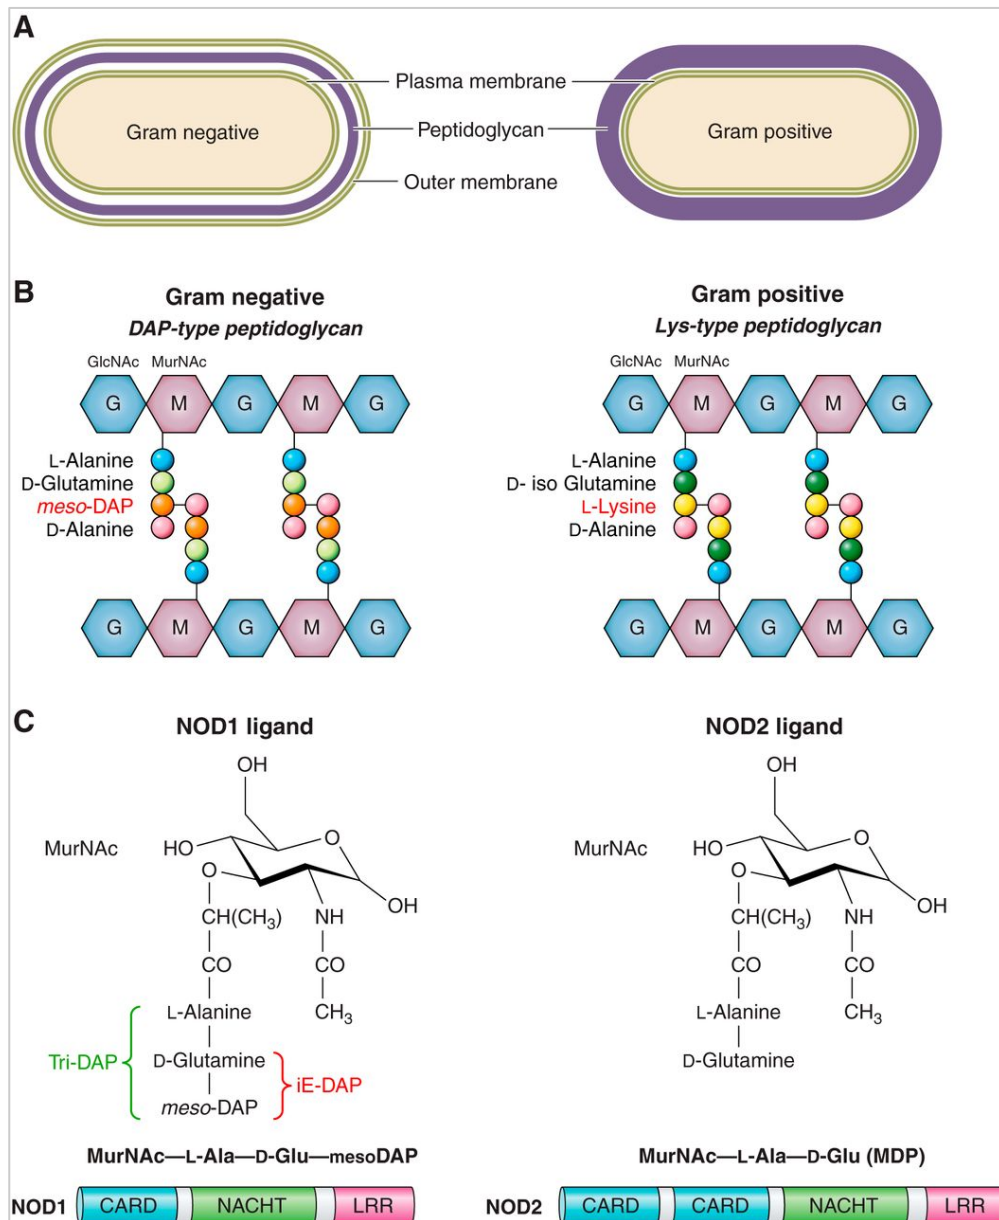 A
Plasma membrane
Gram negative
Peptidoglycan
Gram positive
Outer membrane
B
Gram negative
DAP-type peptidoglycan
GlcNAc MurNAc
G M G M G
L-Alanine
D-Glutamine
meso-DAP
D-Alanine
G M G M G
Gram positive
Lys-type peptidoglycan
GlcNAc MurNAc
G M G M G
L-Alanine
D- iso Glutamine
L-Lysine
D-Alanine
G M G M G
C
NOD1 ligand
OH
MurNAc
HO
O
O
OH
CH(CH₃) NH
CO CO
L-Alanine CH₃
Tri-DAP
D-Glutamine
iE-DAP
meso-DAP
MurNAc—L-Ala—D-Glu—mesoDAP
NOD1 CARD NACHT LRR
NOD2 ligand
OH
MurNAc
HO
O
O
OH
CH(CH₃) NH
CO CO
L-Alanine CH₃
D-Glutamine
MurNAc—L-Ala—D-Glu (MDP)
NOD2 CARD CARD NACHT LRR